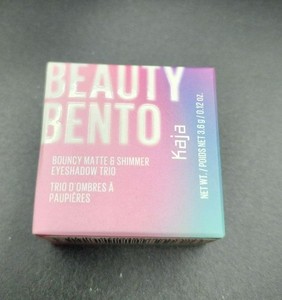 BEAUTY
BENTO
BOUNCY MATTE & SHIMMER
EYESHADOW TRIO
TRIO D'OMBRES À
PAUPIÈRES
Kaja
NET WT. / POIDS NET 3.6 g / 0.12 oz.